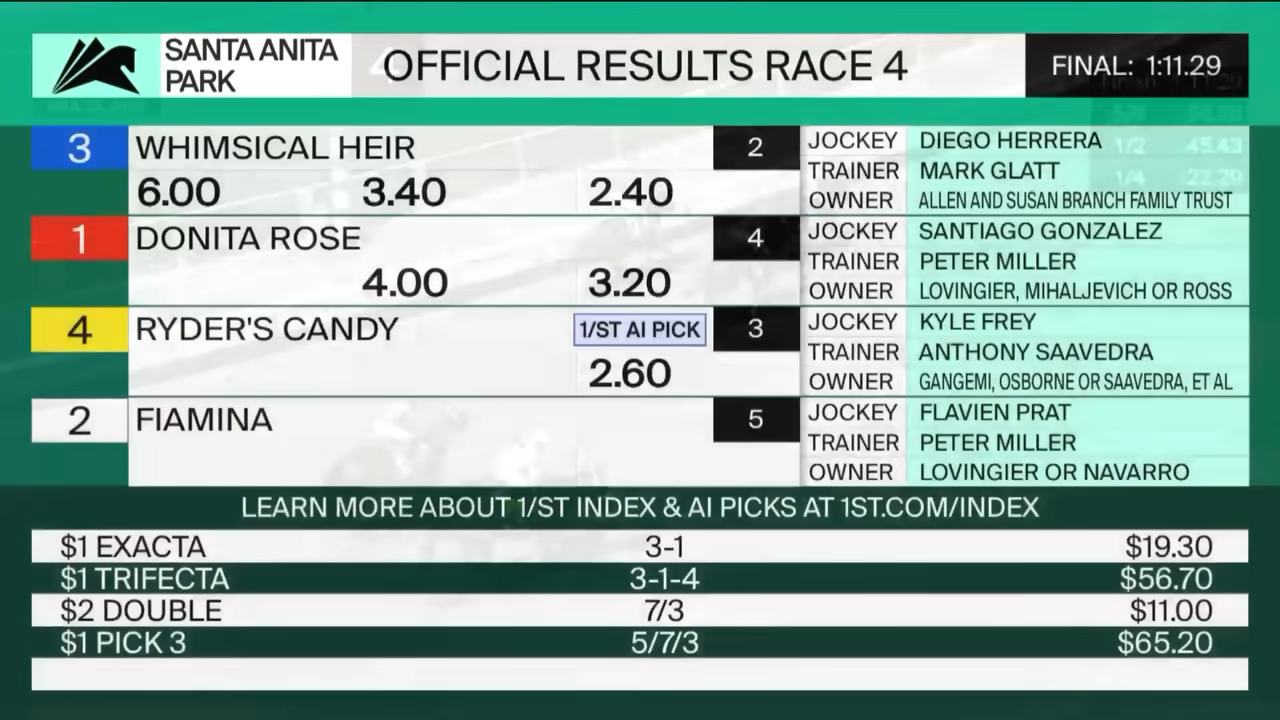 SANTA ANITA
PARK
OFFICIAL RESULTS RACE 4
FINAL: 1:11.29
3 WHIMSICAL HEIR 2 JOCKEY DIEGO HERRERA
TRAINER MARK GLATT
6.00 3.40 2.40 OWNER ALLEN AND SUSAN BRANCH FAMILY TRUST
1 DONITA ROSE 4 JOCKEY SANTIAGO GONZALEZ
TRAINER PETER MILLER
4.00 3.20 OWNER LOVINGIER, MIHALJEVICH OR ROSS
4 RYDER'S CANDY 1/ST AI PICK 3 JOCKEY KYLE FREY
TRAINER ANTHONY SAAVEDRA
2.60 OWNER GANGEMI, OSBORNE OR SAAVEDRA, ET AL
2 FIAMINA 5 JOCKEY FLAVIEN PRAT
TRAINER PETER MILLER
OWNER LOVINGIER OR NAVARRO
LEARN MORE ABOUT 1/ST INDEX & AI PICKS AT 1ST.COM/INDEX
$1 EXACTA 3-1 $19.30
$1 TRIFECTA 3-1-4 $56.70
$2 DOUBLE 7/3 $11.00
$1 PICK 3 5/7/3 $65.20